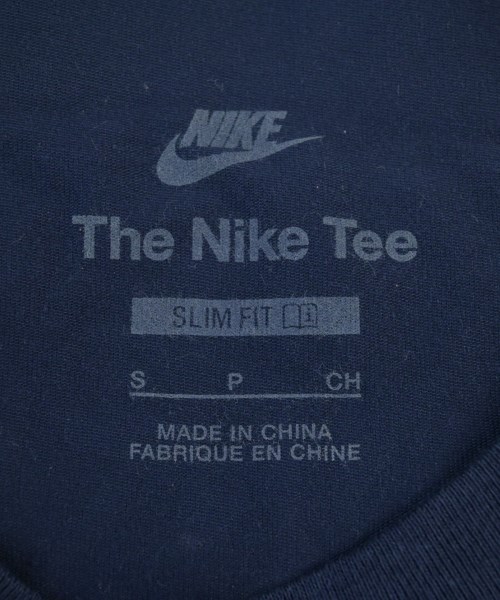 NIKE
The Nike Tee
SLIM FIT
S P CH
MADE IN CHINA
FABRIQUE EN CHINE